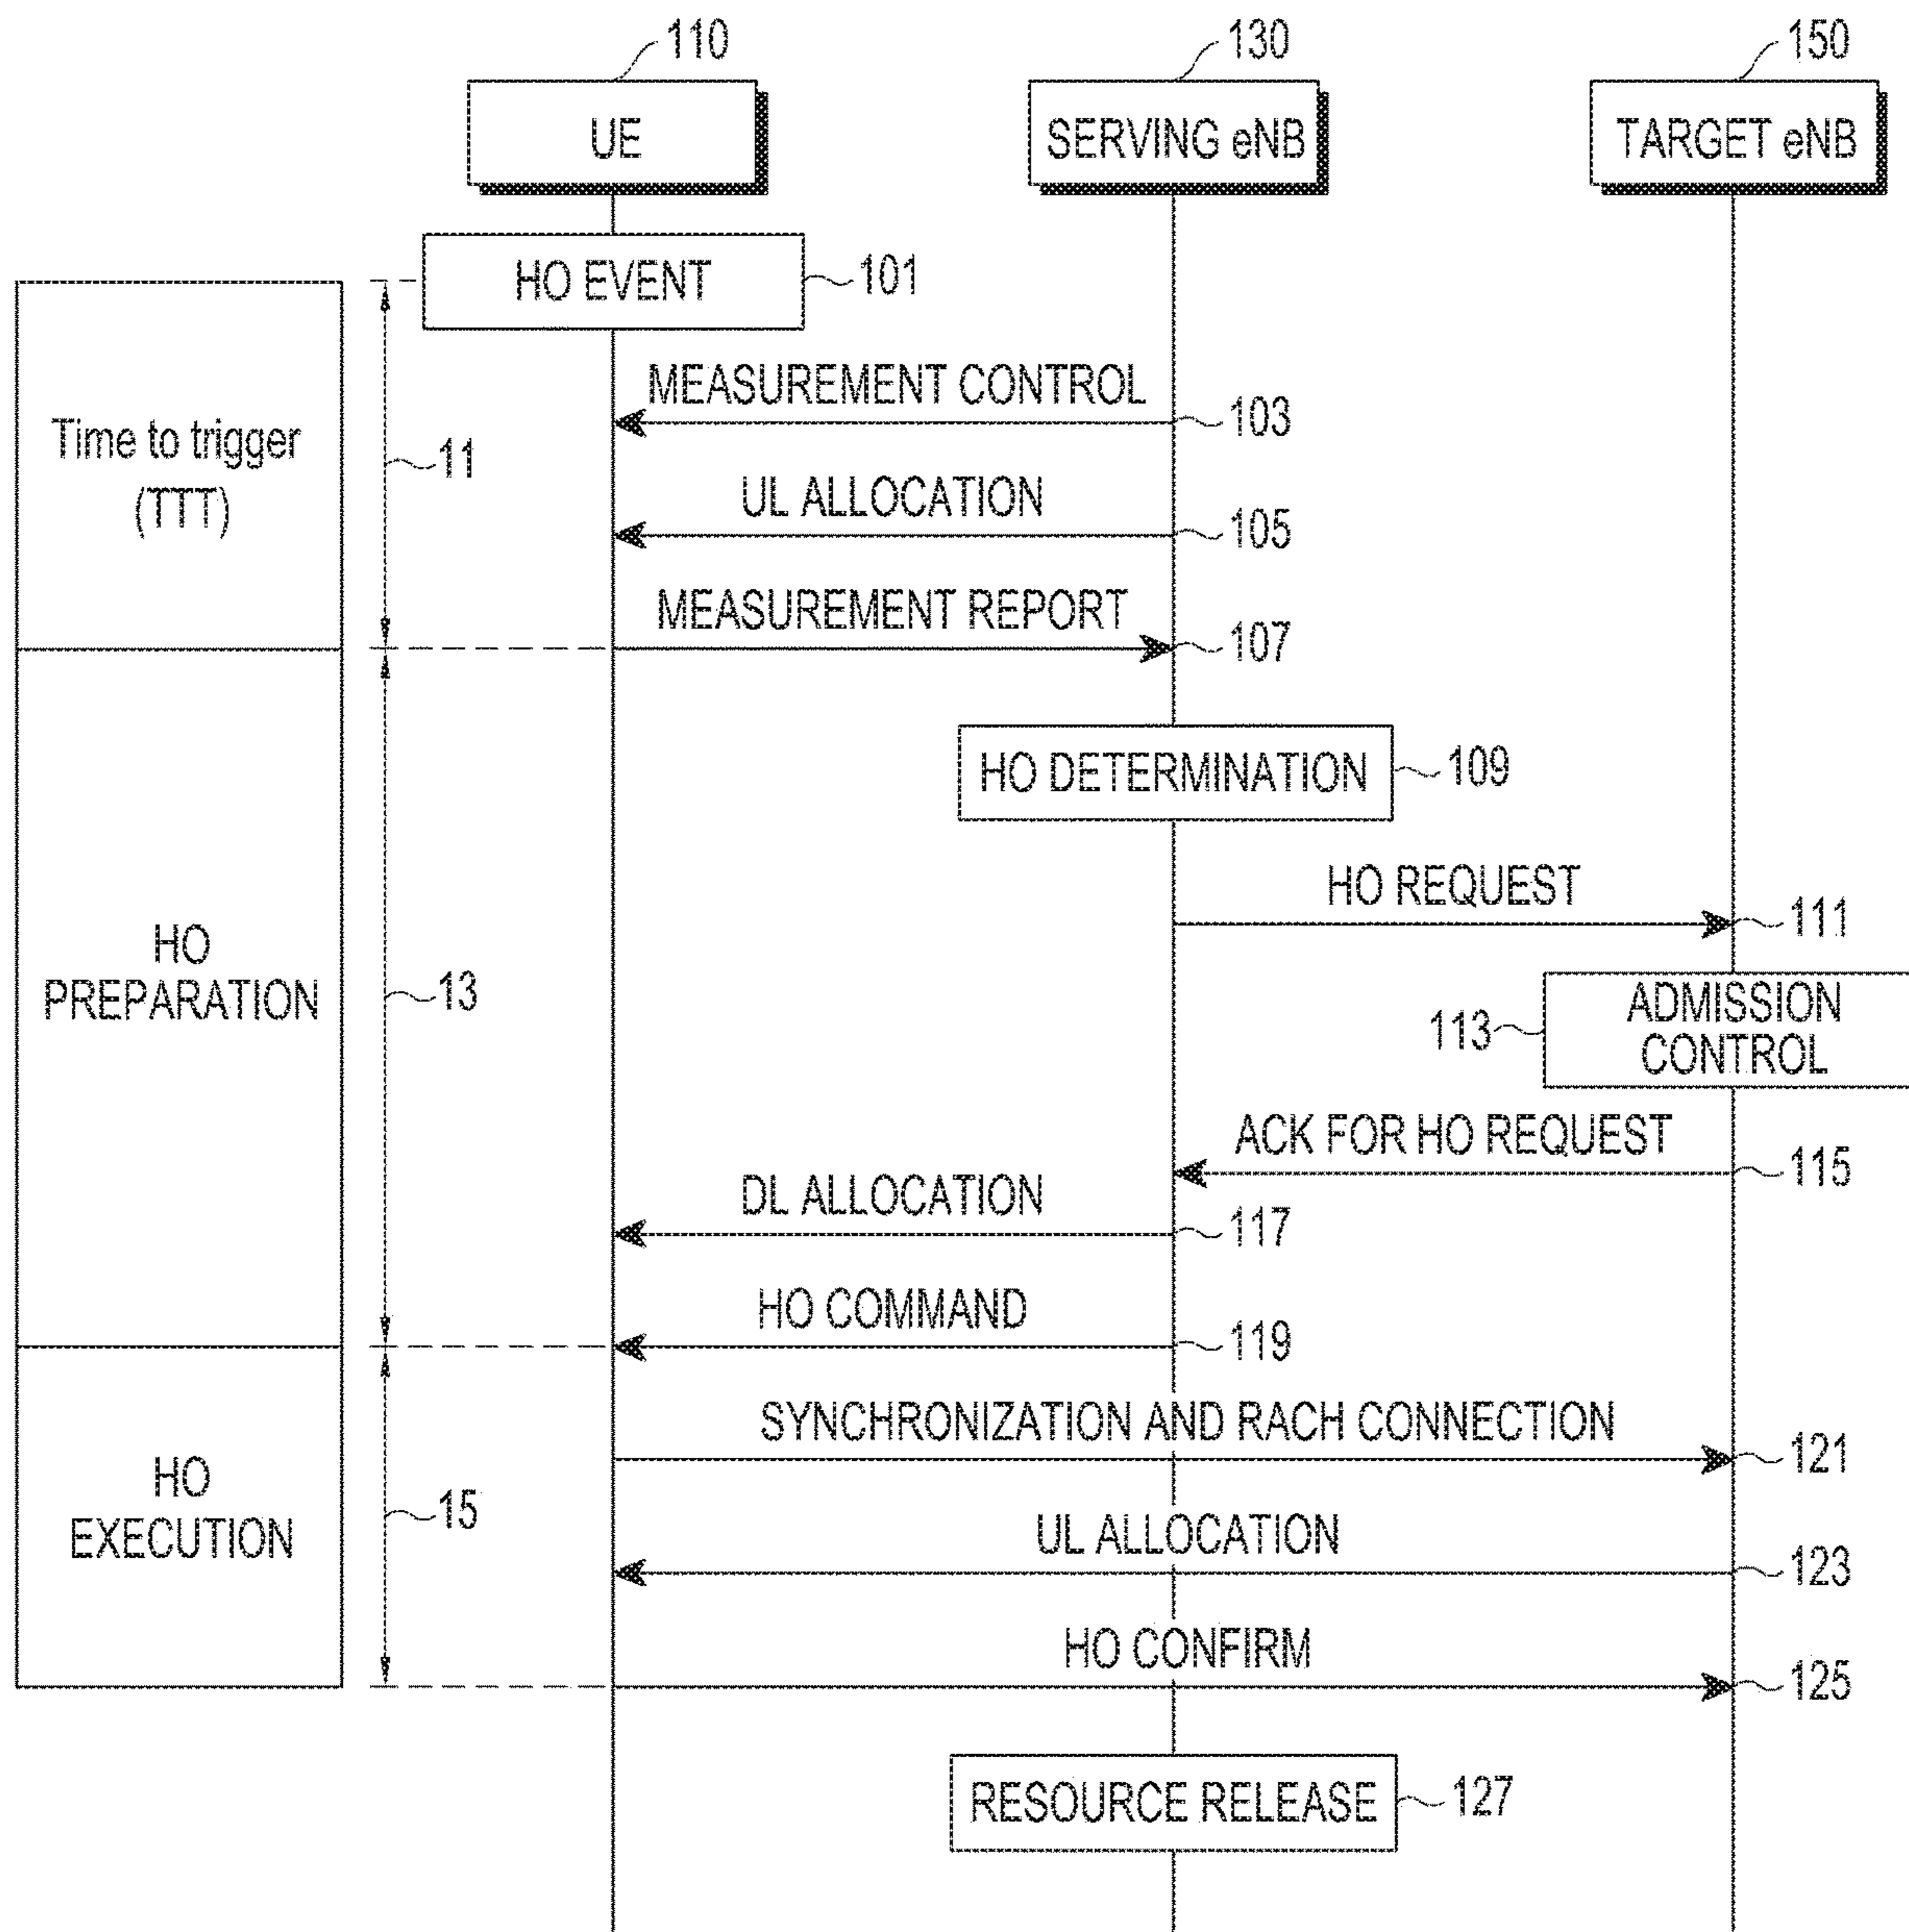 110
130
150
UE
SERVING eNB
TARGET eNB
HO EVENT
101
MEASUREMENT CONTROL
103
Time to trigger
(TTT)
11
UL ALLOCATION
105
MEASUREMENT REPORT
107
HO DETERMINATION
109
HO REQUEST
111
HO
PREPARATION
13
113
ADMISSION
CONTROL
ACK FOR HO REQUEST
115
DL ALLOCATION
117
HO COMMAND
119
SYNCHRONIZATION AND RACH CONNECTION
121
HO
EXECUTION
15
UL ALLOCATION
123
HO CONFIRM
125
RESOURCE RELEASE
127